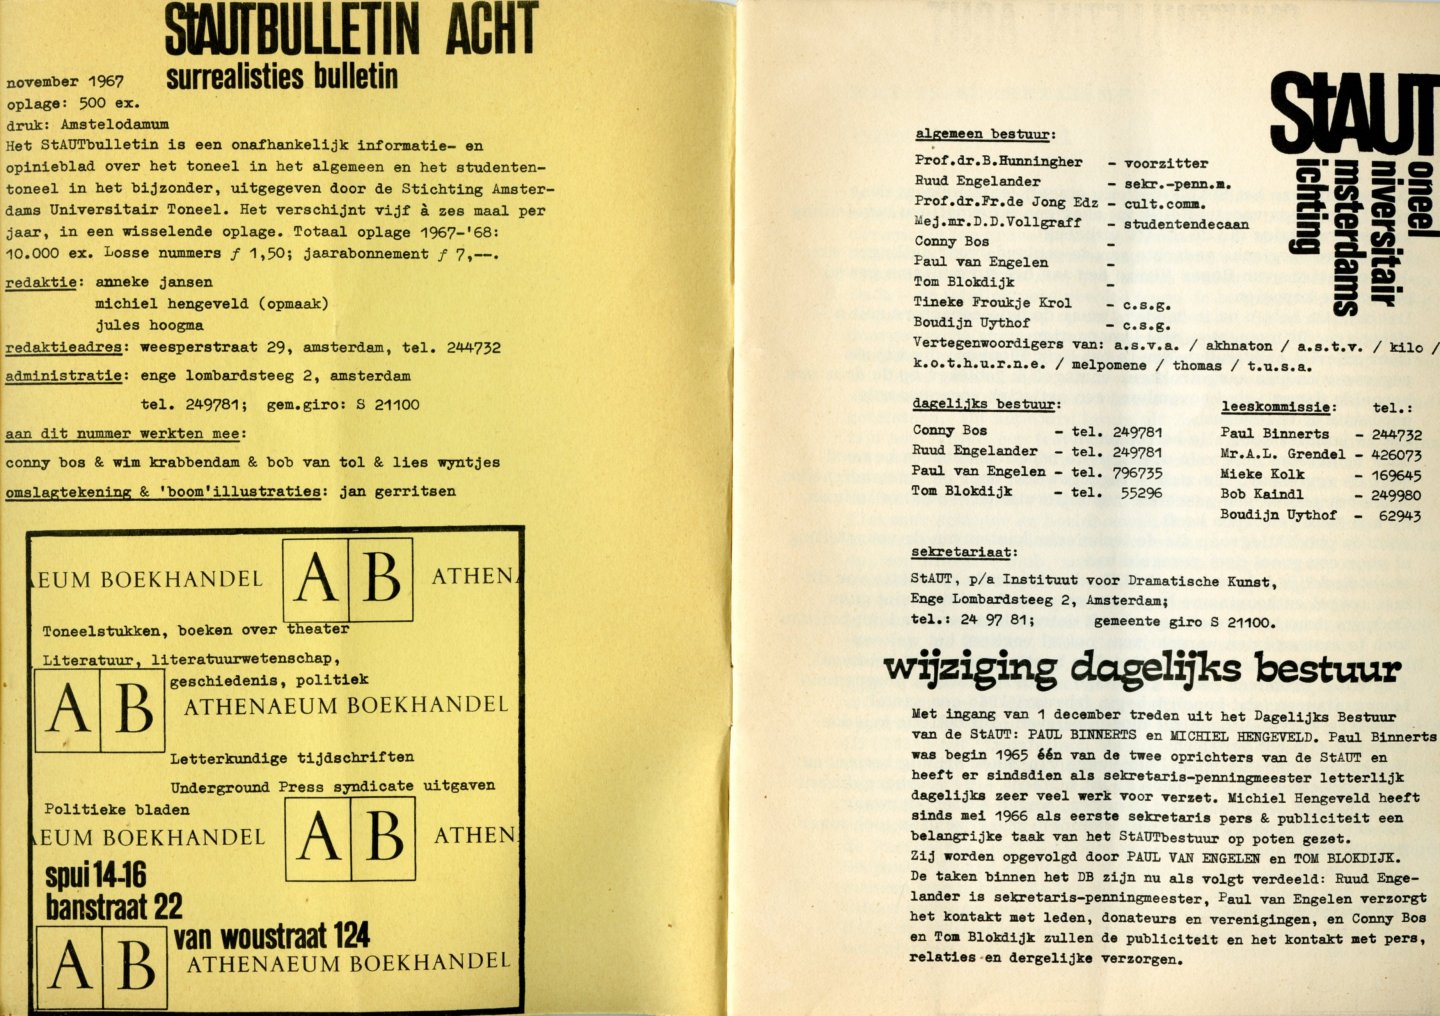 StAUTBULLETIN ACHT
surrealisties bulletin
november 1967
oplage: 500 ex.
druk: Amstelodamum
Het StAUTbulletin is een onafhankelijk informatie- en
opinieblad over het toneel in het algemeen en het studenten-
toneel in het bijzonder, uitgegeven door de Stichting Amster-
dams Universitair Toneel. Het verschijnt vijf à zes maal per
jaar, in een wisselende oplage. Totaal oplage 1967-'68:
10.000 ex. Losse nummers ƒ 1,50; jaarabonnement ƒ 7,--.
redaktie: anneke jansen
michiel hengeveld (opmaak)
jules hoogma
redaktieadres: weesperstraat 29, amsterdam, tel. 244732
administratie: enge lombardsteeg 2, amsterdam
tel. 249781; gem.giro: S 21100
aan dit nummer werkten mee:
conny bos & wim krabbendam & bob van tol & lies wyntjes
omslagtekening & 'boom'illustraties: jan gerritsen
AEUM BOEKHANDEL A B ATHENA
Toneelstukken, boeken over theater
Literatuur, literatuurwetenschap,
geschiedenis, politiek
A B ATHENAEUM BOEKHANDEL
Letterkundige tijdschriften
Underground Press syndicate uitgaven
Politieke bladen
AEUM BOEKHANDEL A B ATHEN
spui 14-16
banstraat 22
van woustraat 124
A B ATHENAEUM BOEKHANDEL
StAUT
oneel
niversitair
msterdams
ichting
algemeen bestuur:
Prof.dr.B.Hunningher - voorzitter
Ruud Engelander - sekr.-penn.m.
Prof.dr.Fr.de Jong Edz - cult.comm.
Mej.mr.D.D.Vollgraff - studentendecaan
Conny Bos -
Paul van Engelen -
Tom Blokdijk -
Tineke Froukje Krol - c.s.g.
Boudijn Uythof - c.s.g.
Vertegenwoordigers van: a.s.v.a. / akhnaton / a.s.t.v. / kilo /
k.o.t.h.u.r.n.e. / melpomene / thomas / t.u.s.a.
dagelijks bestuur:
Conny Bos - tel. 249781
Ruud Engelander - tel. 249781
Paul van Engelen - tel. 796735
Tom Blokdijk - tel. 55296
leeskommissie: tel.:
Paul Binnerts - 244732
Mr.A.L. Grendel - 426073
Mieke Kolk - 169645
Bob Kaindl - 249980
Boudijn Uythof - 62943
sekretariaat:
StAUT, p/a Instituut voor Dramatische Kunst,
Enge Lombardsteeg 2, Amsterdam;
tel.: 24 97 81; gemeente giro S 21100.
wijziging dagelijks bestuur
Met ingang van 1 december treden uit het Dagelijks Bestuur
van de StAUT: PAUL BINNERTS en MICHIEL HENGEVELD. Paul Binnerts
was begin 1965 één van de twee oprichters van de StAUT en
heeft er sindsdien als sekretaris-penningmeester letterlijk
dagelijks zeer veel werk voor verzet. Michiel Hengeveld heeft
sinds mei 1966 als eerste sekretaris pers & publiciteit een
belangrijke taak van het StAUTbestuur op poten gezet.
Zij worden opgevolgd door PAUL VAN ENGELEN en TOM BLOKDIJK.
De taken binnen het DB zijn nu als volgt verdeeld: Ruud Enge-
lander is sekretaris-penningmeester, Paul van Engelen verzorgt
het kontakt met leden, donateurs en verenigingen, en Conny Bos
en Tom Blokdijk zullen de publiciteit en het kontakt met pers,
relaties en dergelijke verzorgen.